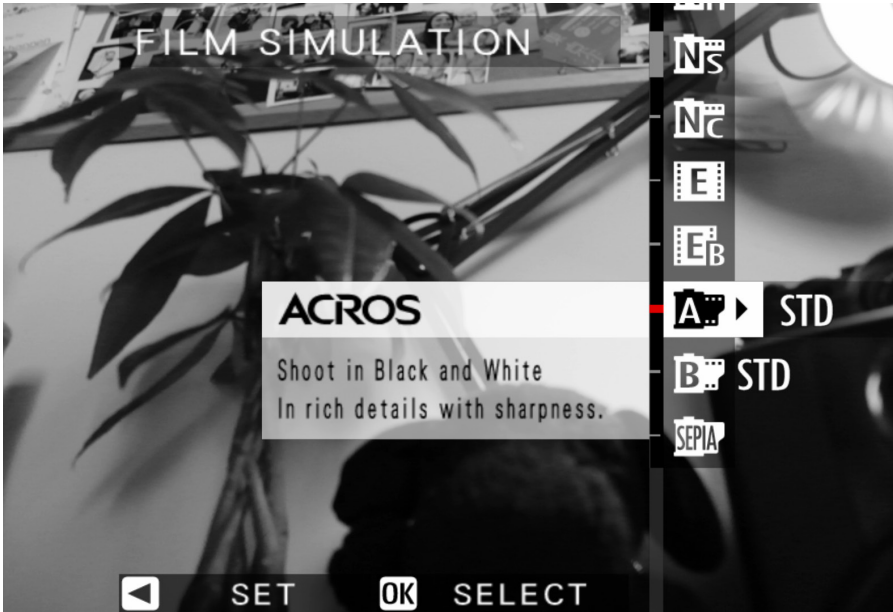 FILM SIMULATION
NS
NC
E
EB
ACROS
A STD
Shoot in Black and White
In rich details with sharpness.
B STD
SEPIA
SET
OK SELECT